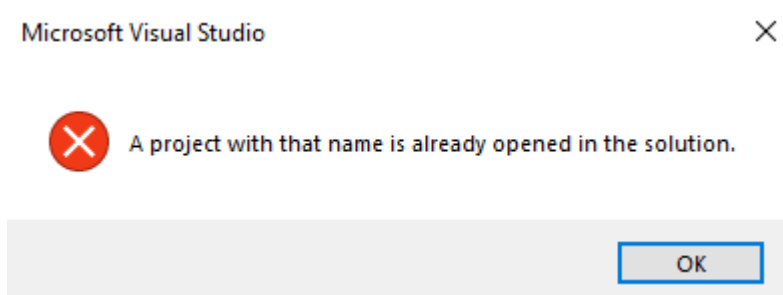 Microsoft Visual Studio
A project with that name is already opened in the solution.
OK